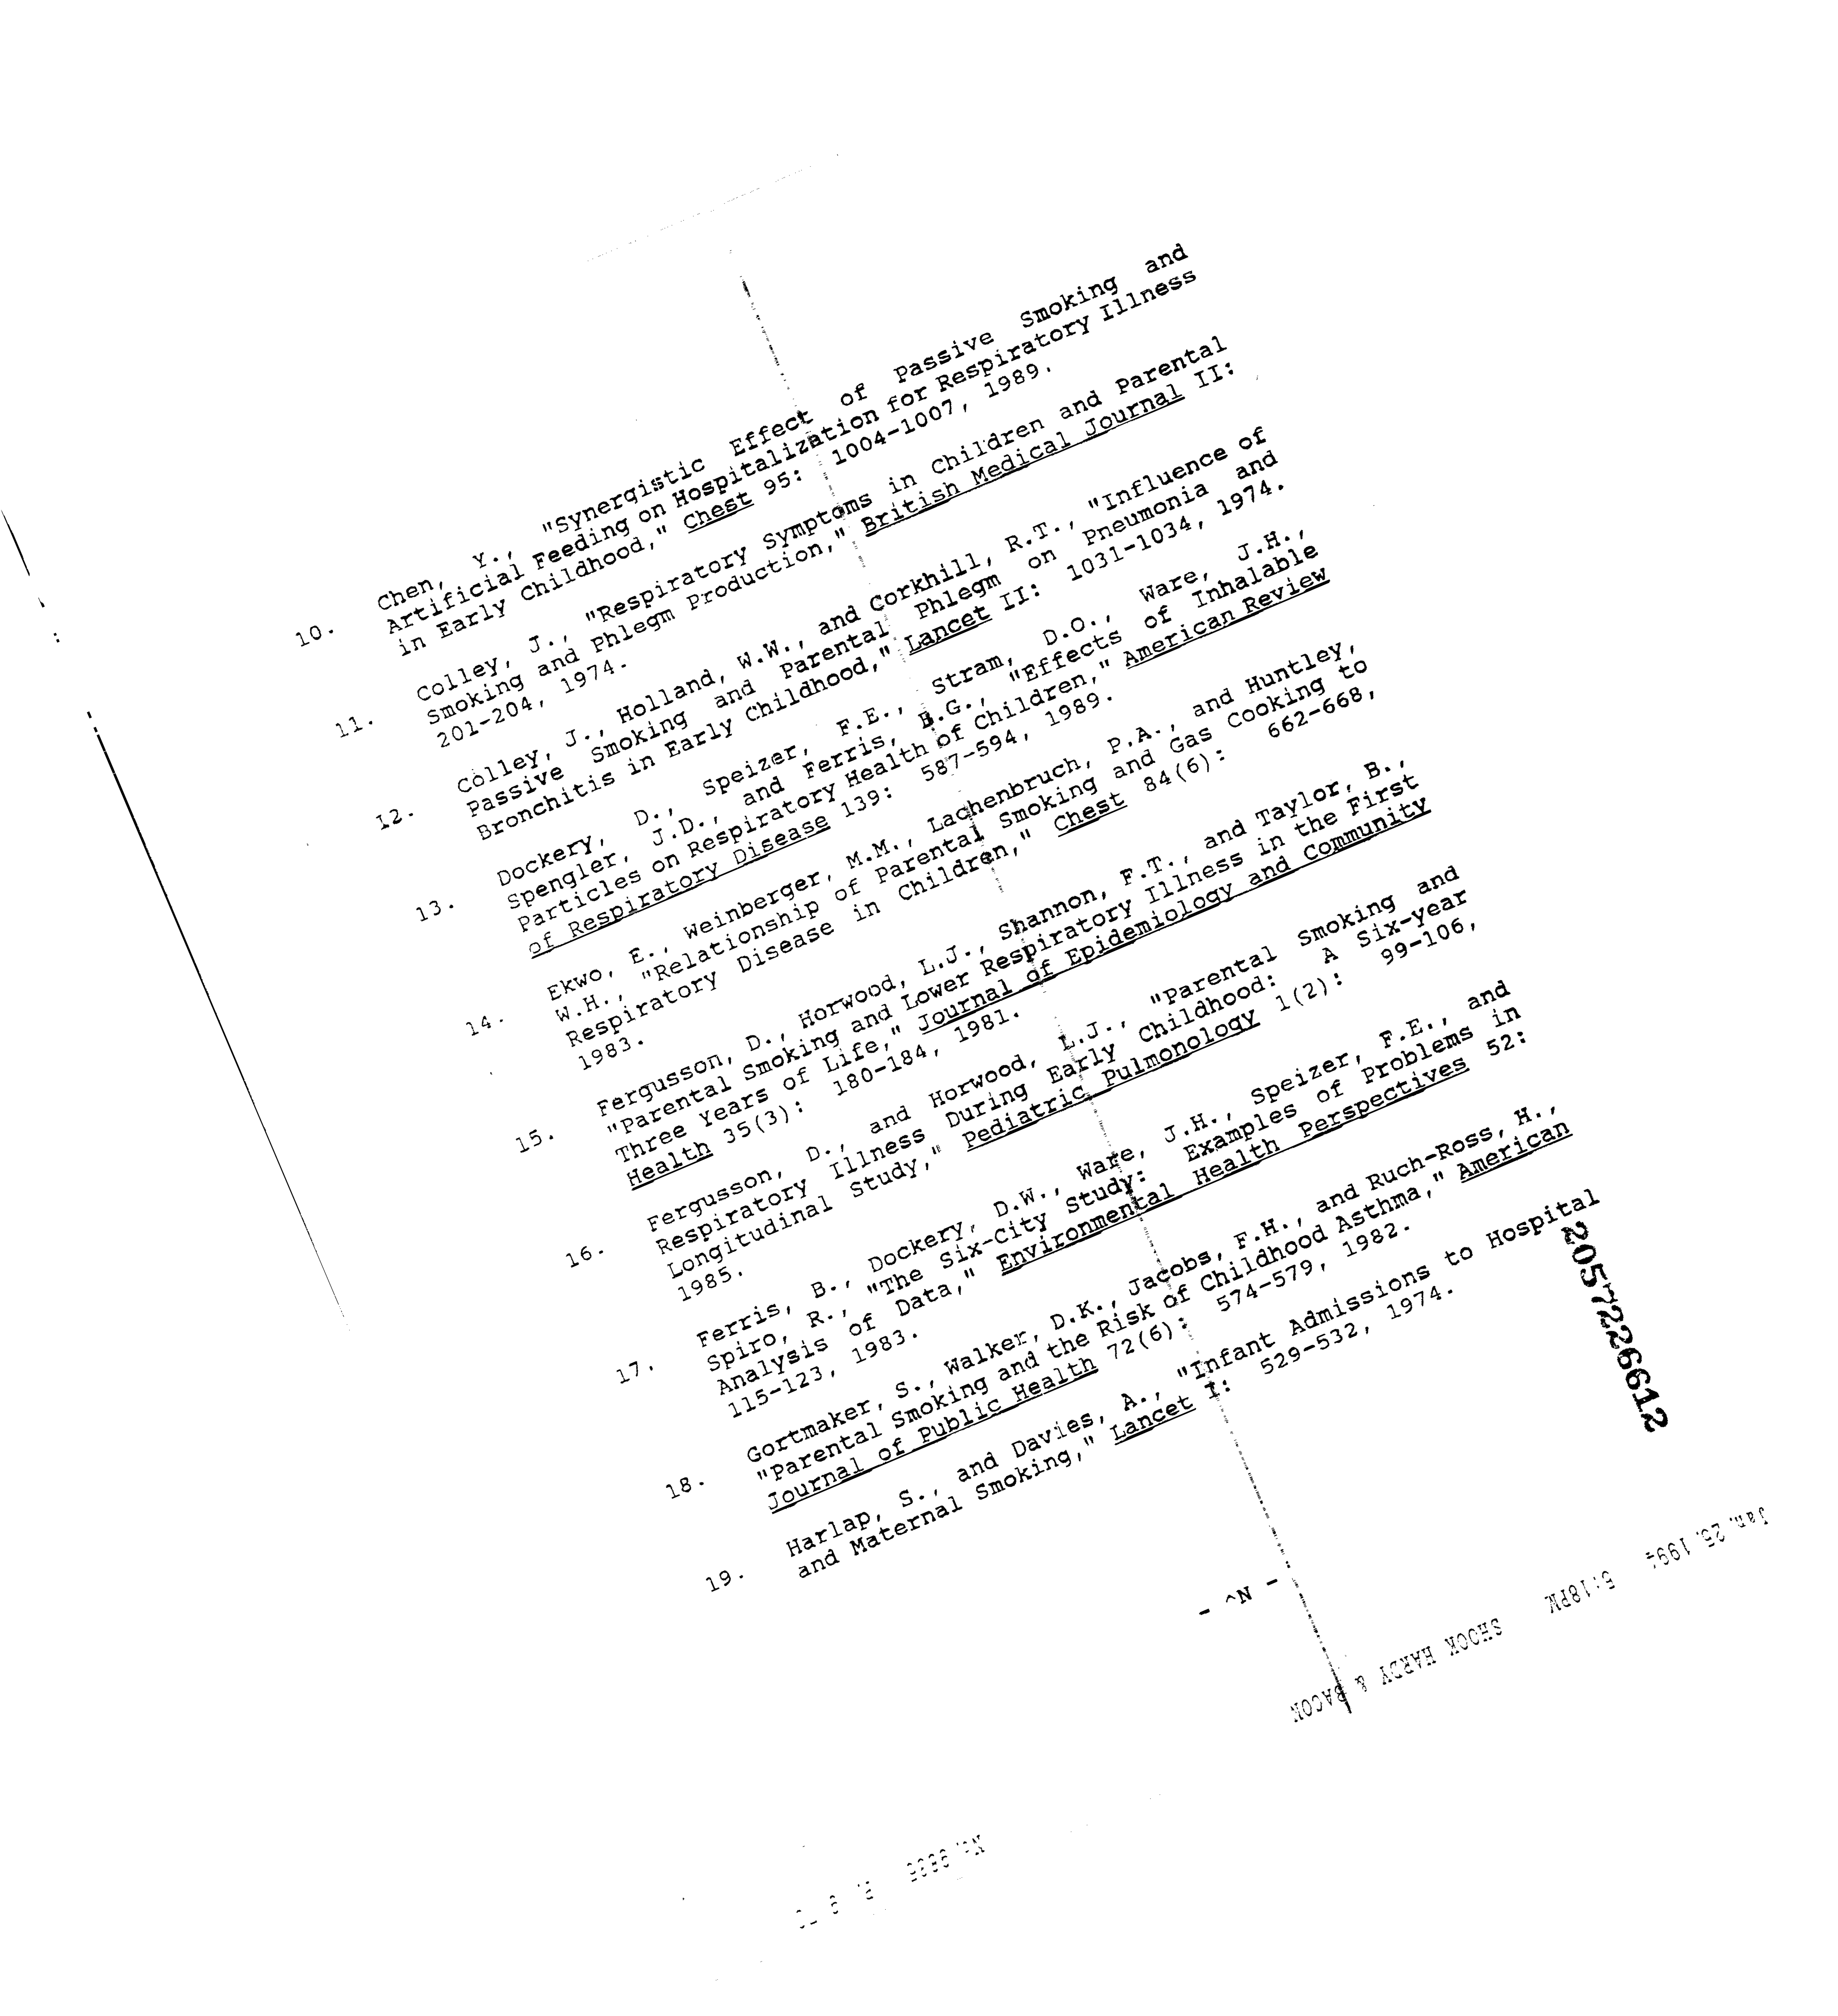 10. Chen, Y., "Synergistic Effect of Passive Smoking and
Artificial Feeding on Hospitalization for Respiratory Illness
in Early Childhood," Chest 95: 1004-1007, 1989.
11. Colley, J., "Respiratory Symptoms in Children and Parental
Smoking and Phlegm Production," British Medical Journal II:
201-204, 1974.
12. Colley, J., Holland, W.W., and Corkhill, R.T., "Influence of
Passive Smoking and Parental Phlegm on Pneumonia and
Bronchitis in Early Childhood," Lancet II: 1031-1034, 1974.
13. Dockery, D., Speizer, F.E., Stram, D.O., Ware, J.H.,
Spengler, J.D., and Ferris, B.G., "Effects of Inhalable
Particles on Respiratory Health of Children," American Review
of Respiratory Disease 139: 587-594, 1989.
14. Ekwo, E., Weinberger, M.M., Lachenbruch, P.A., and Huntley,
W.H., "Relationship of Parental Smoking and Gas Cooking to
Respiratory Disease in Children," Chest 84(6): 662-668,
1983.
15. Fergusson, D., Horwood, L.J., Shannon, F.T., and Taylor, B.,
"Parental Smoking and Lower Respiratory Illness in the First
Three Years of Life," Journal of Epidemiology and Community
Health 35(3): 180-184, 1981.
16. Fergusson, D., and Horwood, L.J., "Parental Smoking and
Respiratory Illness During Early Childhood: A Six-year
Longitudinal Study," Pediatric Pulmonology 1(2): 99-106,
1985.
17. Ferris, B., Dockery, D.W., Ware, J.H., Speizer, F.E., and
Spiro, R., "The Six-City Study: Examples of Problems in
Analysis of Data," Environmental Health Perspectives 52:
115-123, 1983.
18. Gortmaker, S., Walker, D.K., Jacobs, F.H., and Ruch-Ross, H.,
"Parental Smoking and the Risk of Childhood Asthma," American
Journal of Public Health 72(6): 574-579, 1982.
19. Harlap, S., and Davies, A., "Infant Admissions to Hospital
and Maternal Smoking," Lancet I: 529-532, 1974.
2057226612
Jan. 25. 1994 5:18PM SHOOK HARDY & BACON